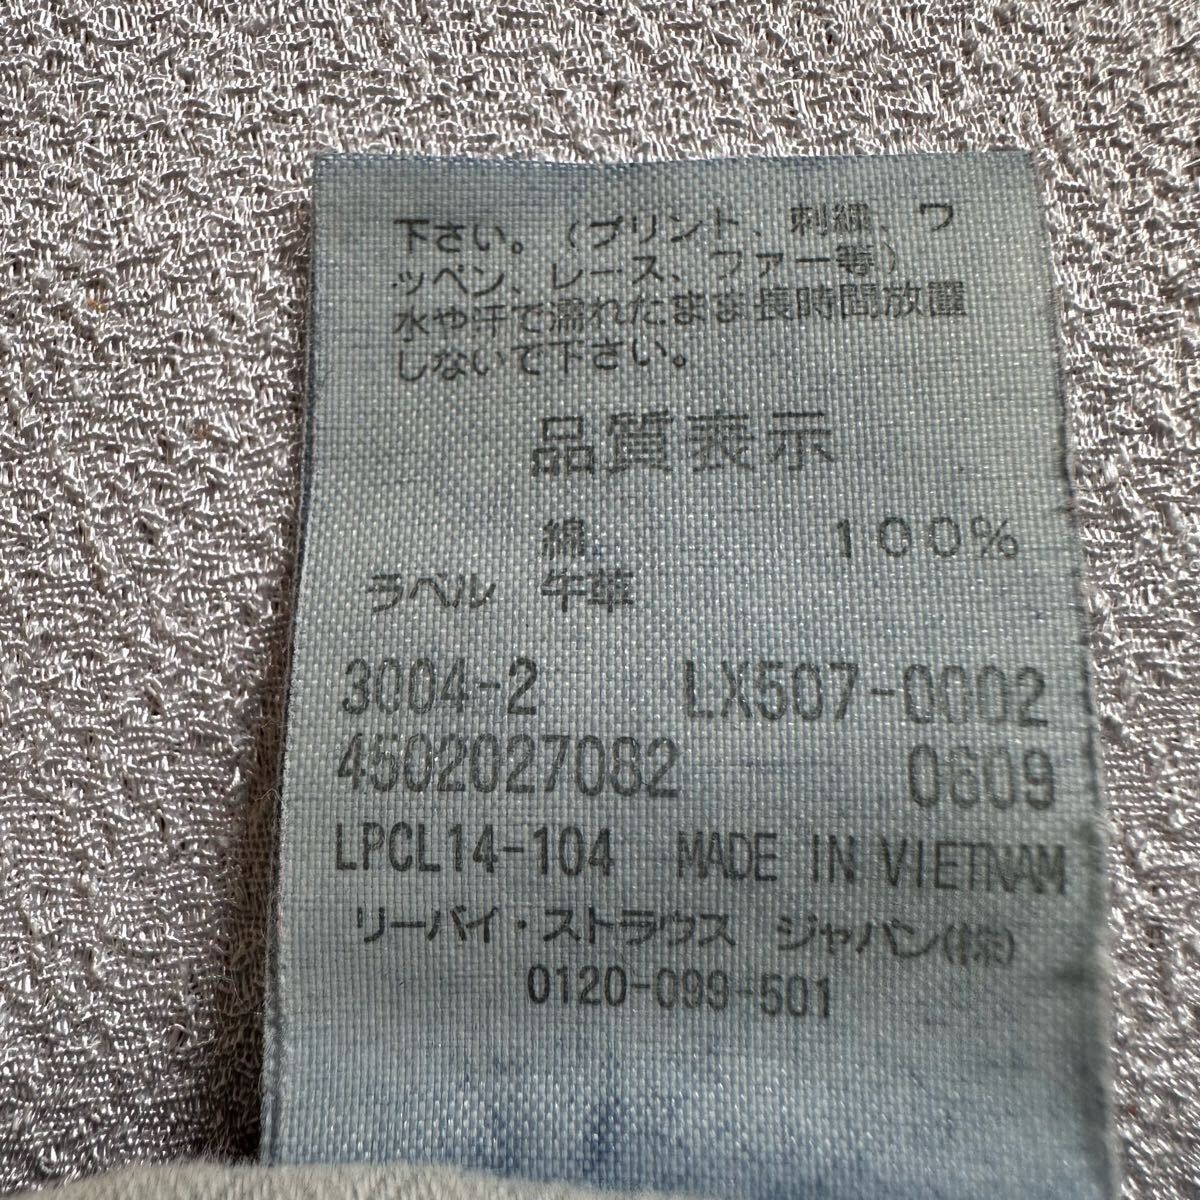 下さい。(プリント、刺繍、ワ
ッペン、レース、ファー等)
水や汗で濡れたまま長時間放置
しないで下さい。
品質表示
綿 100%
ラベル 牛革
3004-2 LX507-0002
4502027082 0609
LPCL14-104 MADE IN VIETNAM
リーバイ・ストラウス ジャパン(株)
0120-099-501